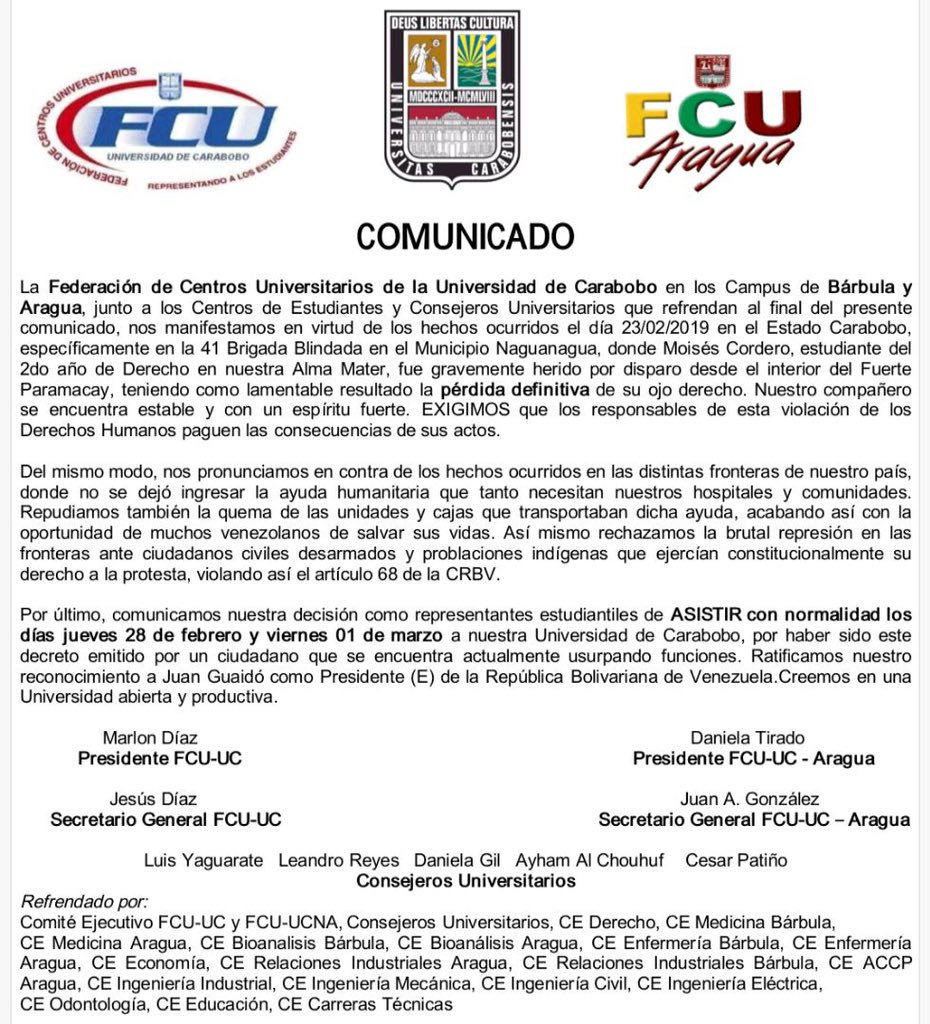 FEDERACIÓN DE CENTROS UNIVERSITARIOS
FCU
UNIVERSIDAD DE CARABOBO
REPRESENTANDO A LOS ESTUDIANTES
DEUS LIBERTAS CULTURA
MDCCCXCII-MCMLVIII
UNIVERSITAS CARABOBENSIS
FCU
Aragua
COMUNICADO
La Federación de Centros Universitarios de la Universidad de Carabobo en los Campus de Bárbula y
Aragua, junto a los Centros de Estudiantes y Consejeros Universitarios que refrendan al final del presente
comunicado, nos manifestamos en virtud de los hechos ocurridos el día 23/02/2019 en el Estado Carabobo,
específicamente en la 41 Brigada Blindada en el Municipio Naguanagua, donde Moisés Cordero, estudiante del
2do año de Derecho en nuestra Alma Mater, fue gravemente herido por disparo desde el interior del Fuerte
Paramacay, teniendo como lamentable resultado la pérdida definitiva de su ojo derecho. Nuestro compañero
se encuentra estable y con un espíritu fuerte. EXIGIMOS que los responsables de esta violación de los
Derechos Humanos paguen las consecuencias de sus actos.
Del mismo modo, nos pronunciamos en contra de los hechos ocurridos en las distintas fronteras de nuestro país,
donde no se dejó ingresar la ayuda humanitaria que tanto necesitan nuestros hospitales y comunidades.
Repudiamos también la quema de las unidades y cajas que transportaban dicha ayuda, acabando así con la
oportunidad de muchos venezolanos de salvar sus vidas. Así mismo rechazamos la brutal represión en las
fronteras ante ciudadanos civiles desarmados y problaciones indígenas que ejercían constitucionalmente su
derecho a la protesta, violando así el artículo 68 de la CRBV.
Por último, comunicamos nuestra decisión como representantes estudiantiles de ASISTIR con normalidad los
días jueves 28 de febrero y viernes 01 de marzo a nuestra Universidad de Carabobo, por haber sido este
decreto emitido por un ciudadano que se encuentra actualmente usurpando funciones. Ratificamos nuestro
reconocimiento a Juan Guaidó como Presidente (E) de la República Bolivariana de Venezuela.Creemos en una
Universidad abierta y productiva.
Marlon Díaz
Presidente FCU-UC
Daniela Tirado
Presidente FCU-UC - Aragua
Jesús Díaz
Secretario General FCU-UC
Juan A. González
Secretario General FCU-UC – Aragua
Luis Yaguarate Leandro Reyes Daniela Gil Ayham Al Chouhuf Cesar Patiño
Consejeros Universitarios
Refrendado por:
Comité Ejecutivo FCU-UC y FCU-UCNA, Consejeros Universitarios, CE Derecho, CE Medicina Bárbula,
CE Medicina Aragua, CE Bioanalisis Bárbula, CE Bioanálisis Aragua, CE Enfermería Bárbula, CE Enfermería
Aragua, CE Economía, CE Relaciones Industriales Aragua, CE Relaciones Industriales Bárbula, CE ACCP
Aragua, CE Ingeniería Industrial, CE Ingeniería Mecánica, CE Ingeniería Civil, CE Ingeniería Eléctrica,
CE Odontología, CE Educación, CE Carreras Técnicas